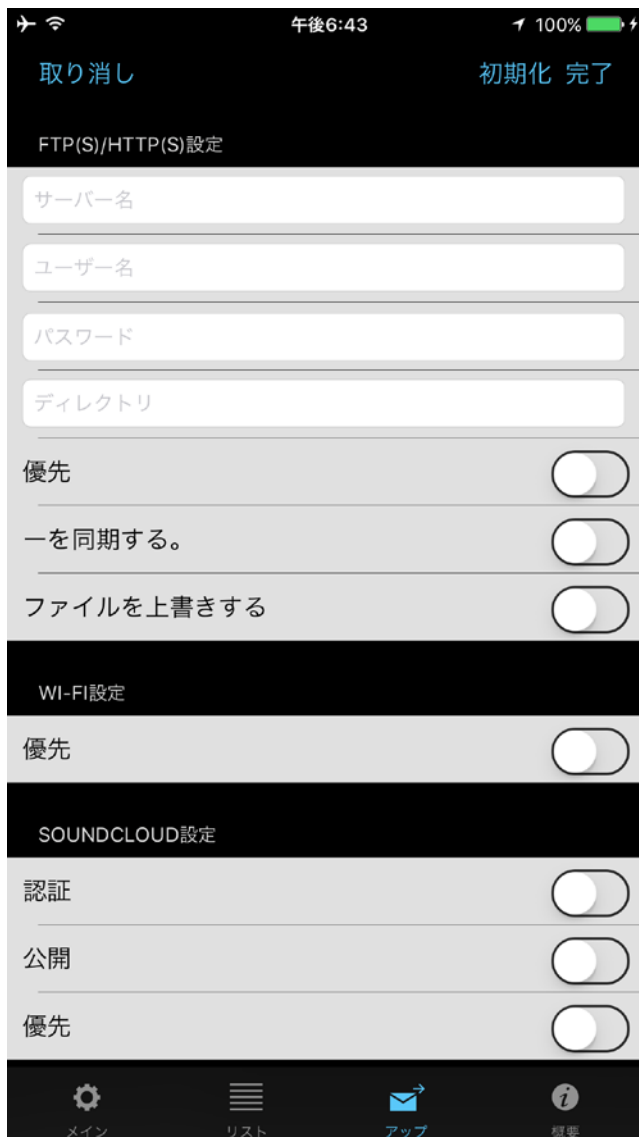 午後6:43 100%
取り消し 初期化 完了
FTP(S)/HTTP(S)設定
サーバー名
ユーザー名
パスワード
ディレクトリ
優先
ーを同期する。
ファイルを上書きする
WI-FI設定
優先
SOUNDCLOUD設定
認証
公開
優先
メイン リスト アップ 概要